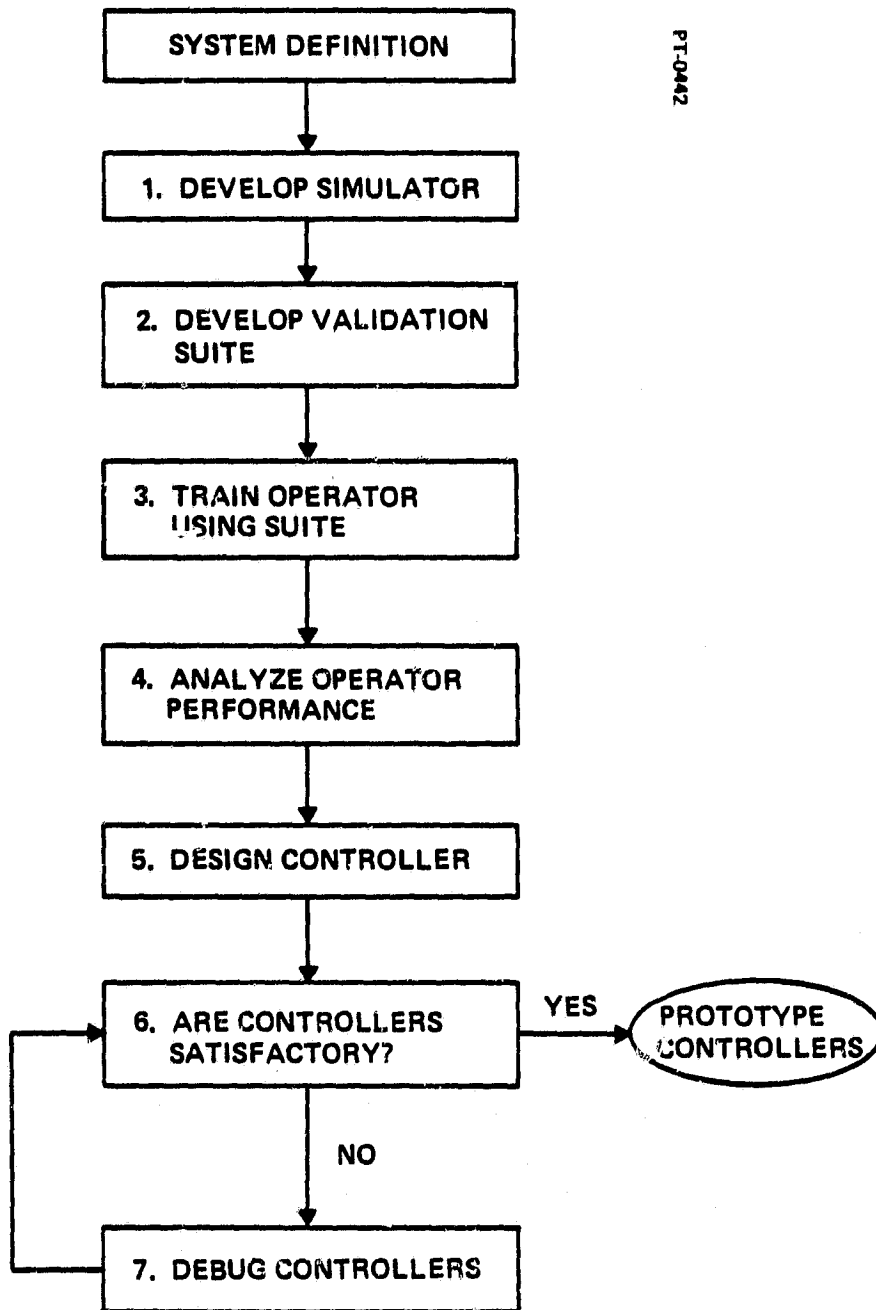 SYSTEM DEFINITION
PT-0442
1. DEVELOP SIMULATOR
2. DEVELOP VALIDATION
SUITE
3. TRAIN OPERATOR
USING SUITE
4. ANALYZE OPERATOR
PERFORMANCE
5. DESIGN CONTROLLER
6. ARE CONTROLLERS
SATISFACTORY?
YES
PROTOTYPE
CONTROLLERS
NO
7. DEBUG CONTROLLERS